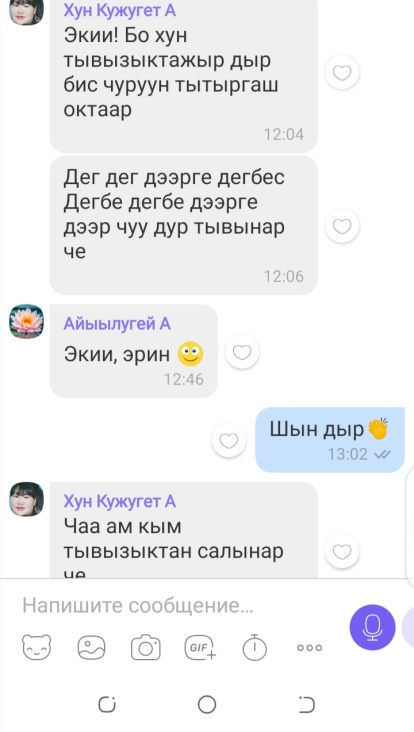 Хун Кужугет А
Экии! Бо хун
тывызыктажыр дыр
бис чуруун тытыргаш
октаар
12:04
Дег дег дээрге дегбес
Дегбе дегбе дээрге
дээр чуу дур тывынар
че
12:06
Айыылугей А
Экии, эрин 🙂
12:46
Шын дыр👏
13:02
Хун Кужугет А
Чаа ам кым
тывызыктан салынар
че
Напишите сообщение...
GIF